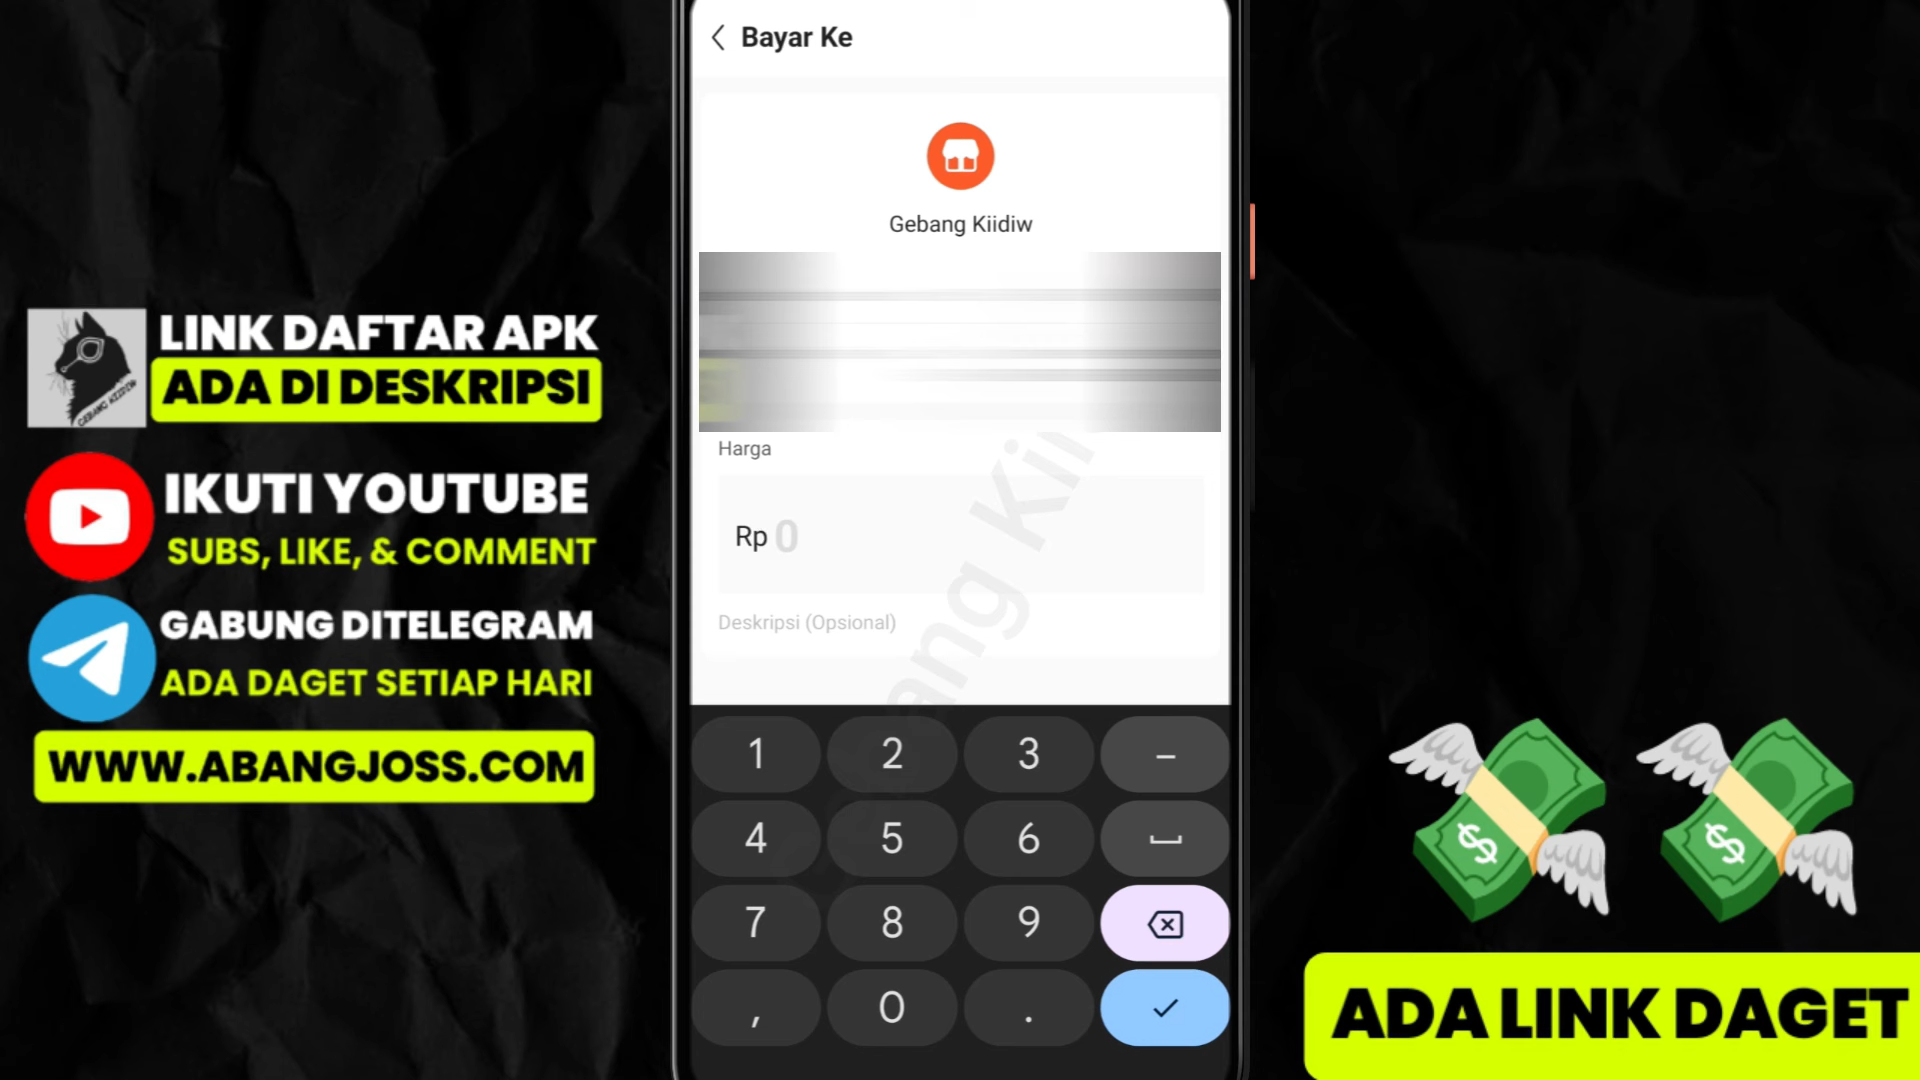 Bayar Ke
Gebang Kiidiw
Harga
Rp 0
Deskripsi (Opsional)
1 2 3 –
4 5 6
7 8 9
, 0 .
LINK DAFTAR APK
ADA DI DESKRIPSI
GEBANG KIIDIW
IKUTI YOUTUBE
SUBS, LIKE, & COMMENT
GABUNG DITELEGRAM
ADA DAGET SETIAP HARI
WWW.ABANGJOSS.COM
$ $
ADA LINK DAGET